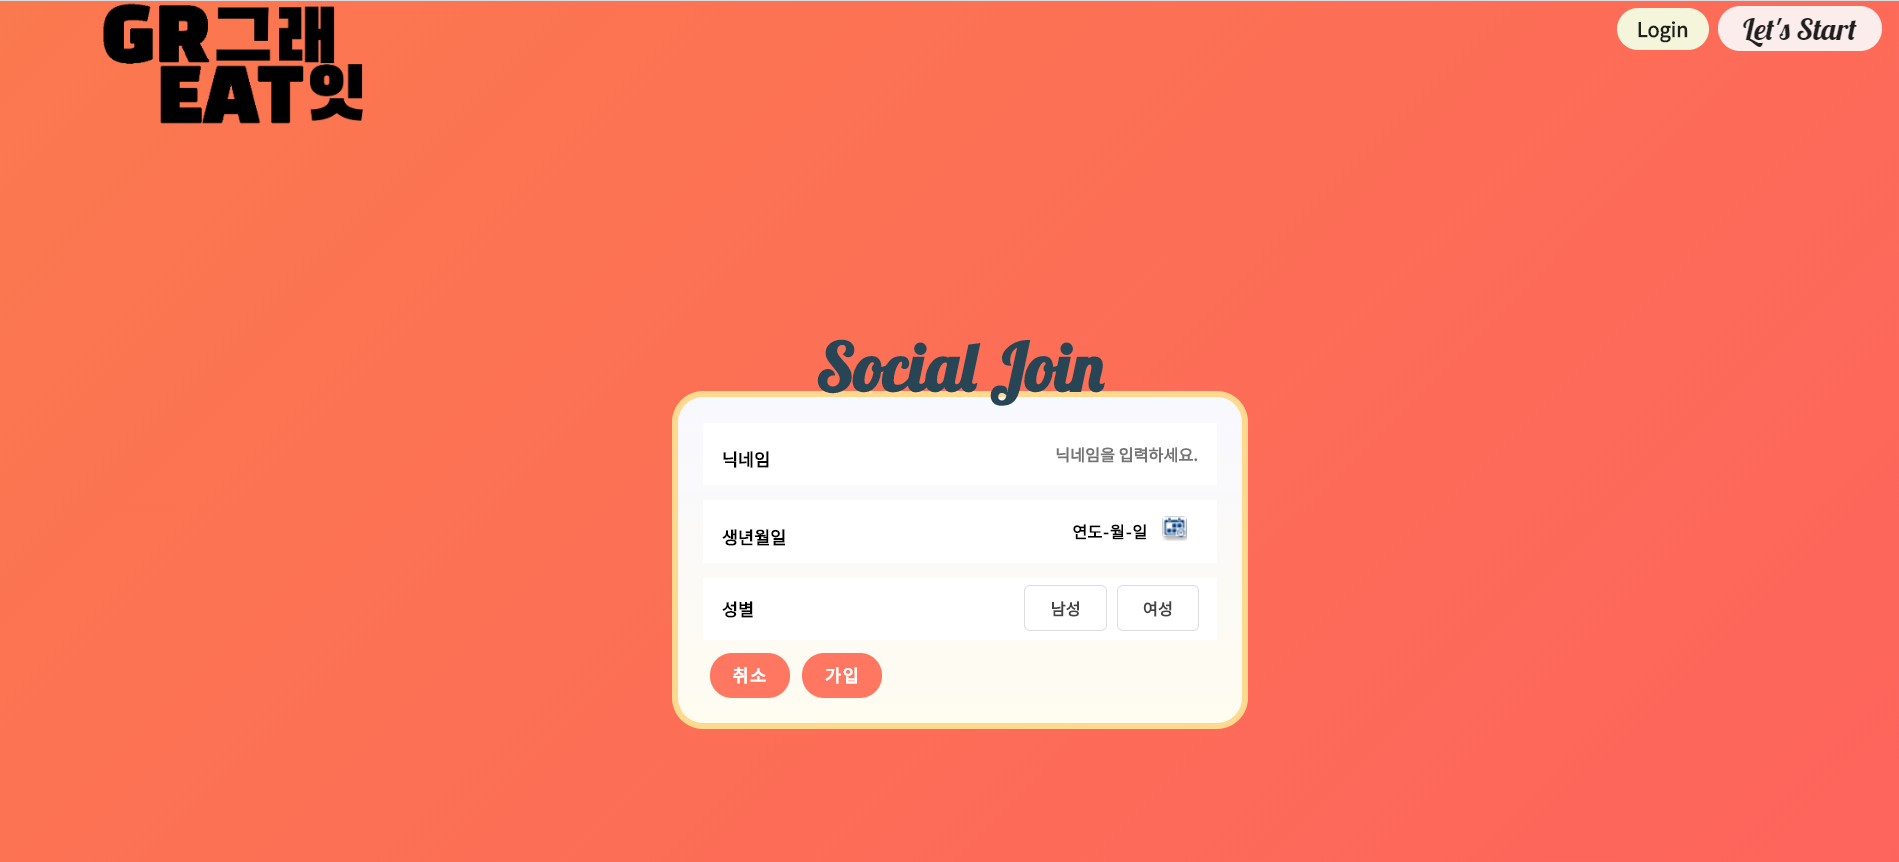 GR그래
EAT잇
Login
Let's Start
Social Join
닉네임
닉네임을 입력하세요.
생년월일
연도-월-일
성별
남성
여성
취소
가입